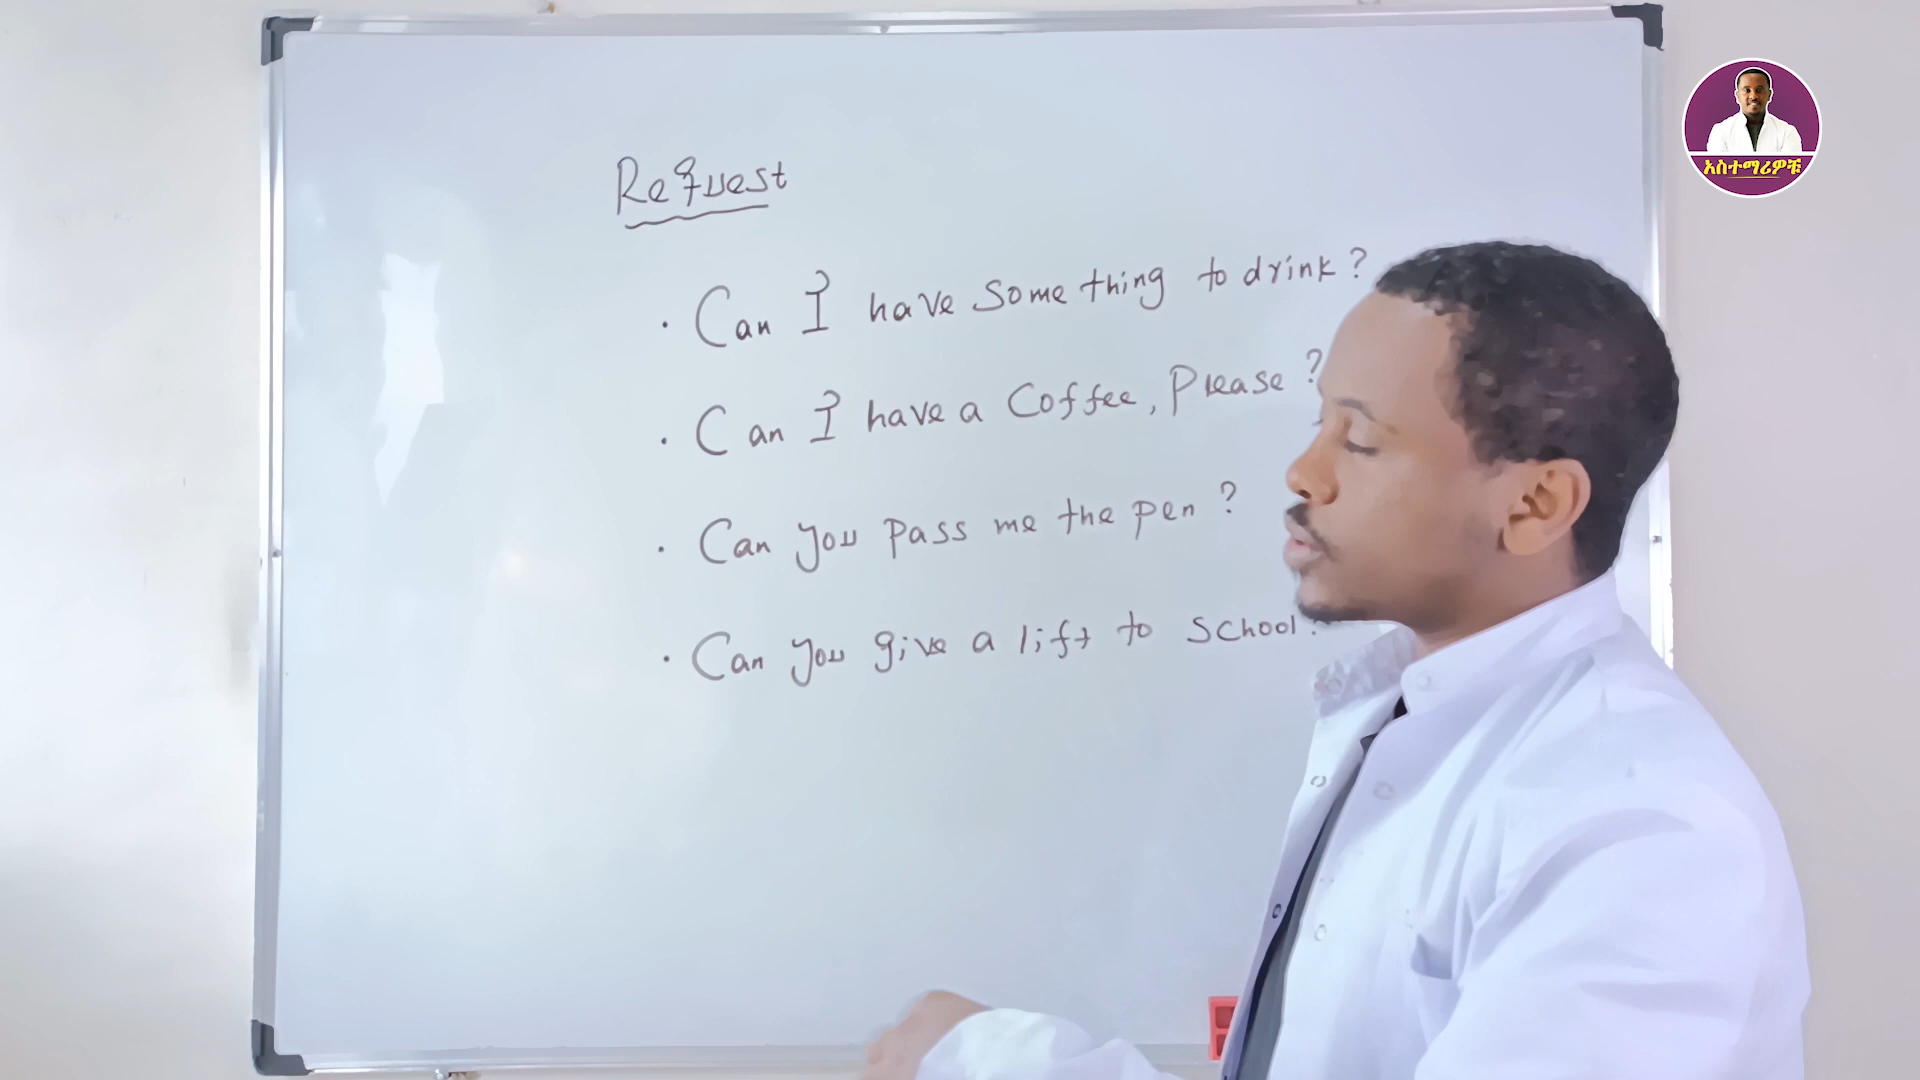 Request
· Can I have Something to drink?
· Can I have a Coffee, Please?
· Can you Pass me the pen?
· Can you give a lift to School?
አስተማሪዎቹ